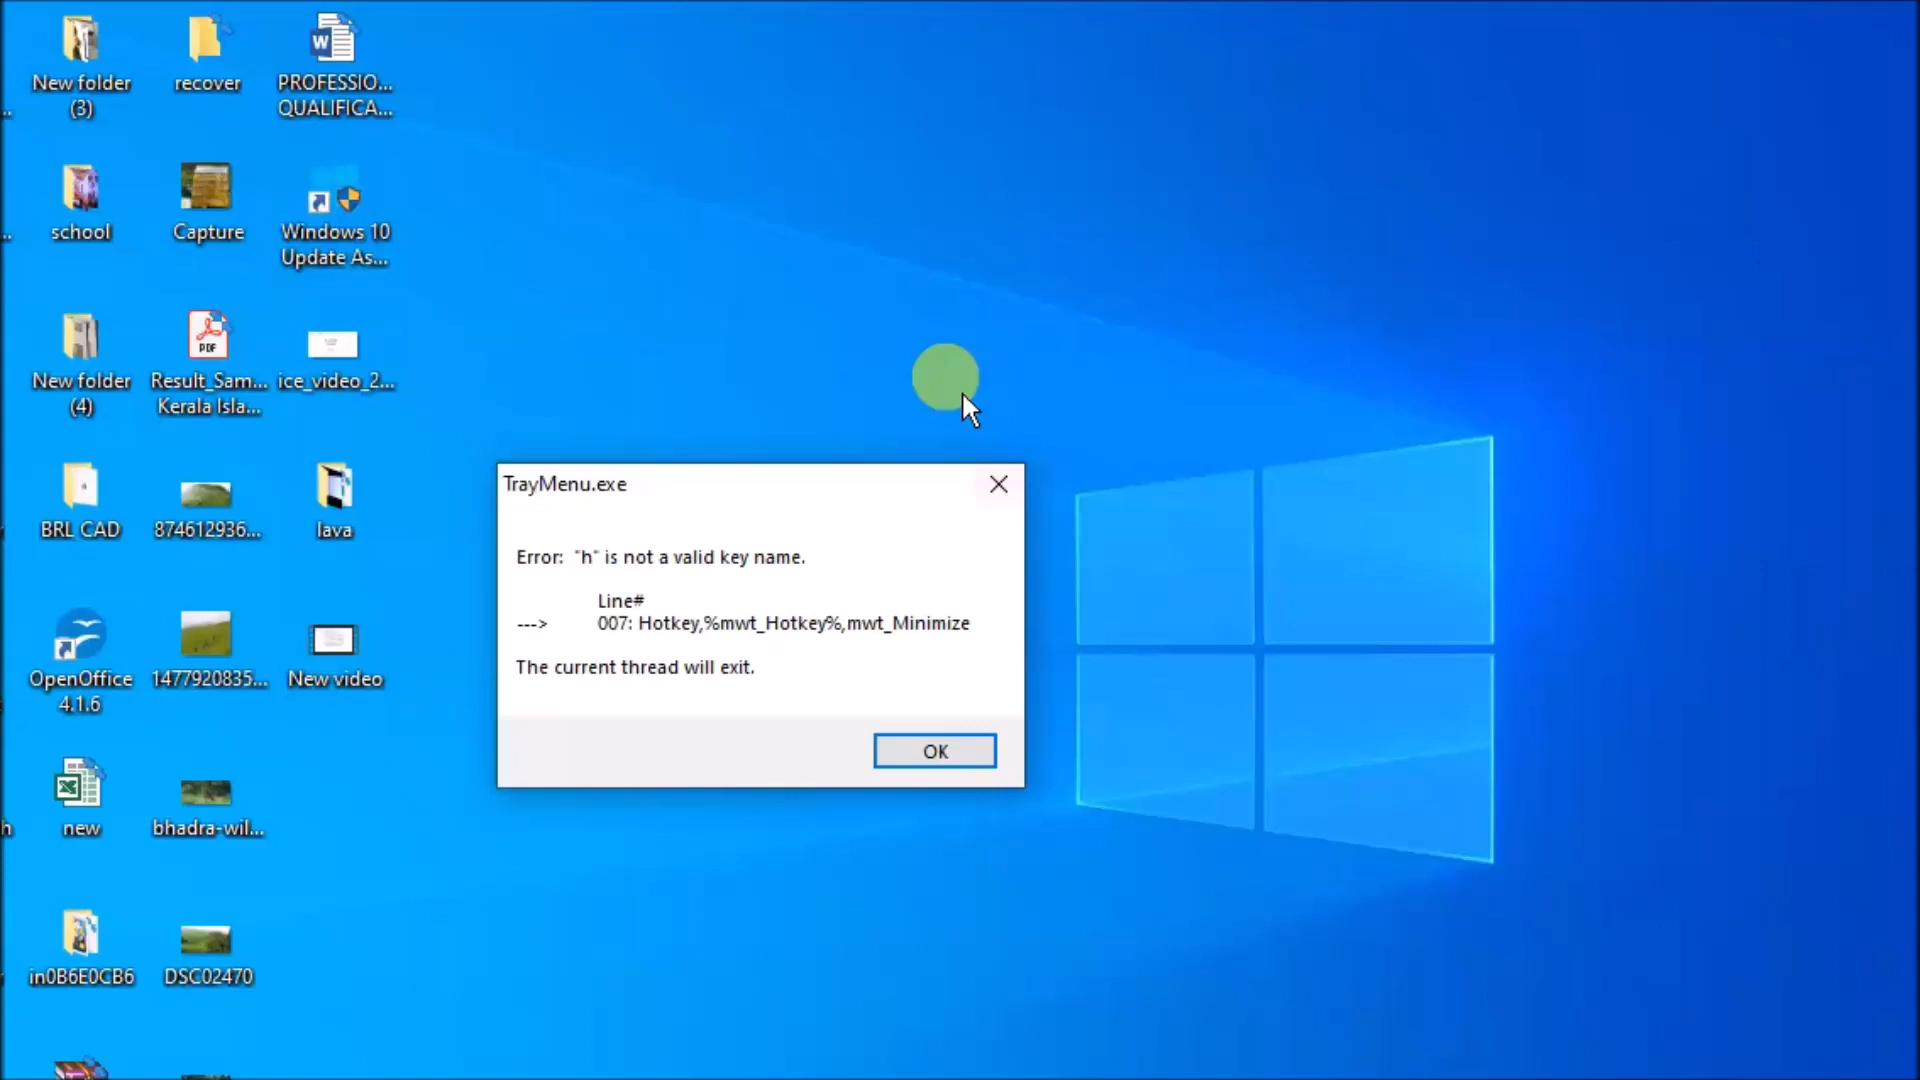 New folder
(3)
recover
PROFESSIO...
QUALIFICA...
W
school
Capture
Windows 10
Update As...
New folder
(4)
PDF
Result_Sam...
Kerala Isla...
ice_video_2...
BRL CAD
874612936...
lava
OpenOffice
4.1.6
1477920835...
New video
new
bhadra-wil...
in0B6E0CB6
DSC02470
TrayMenu.exe
Error:  "h" is not a valid key name.
Line#
---> 007: Hotkey,%mwt_Hotkey%,mwt_Minimize
The current thread will exit.
OK